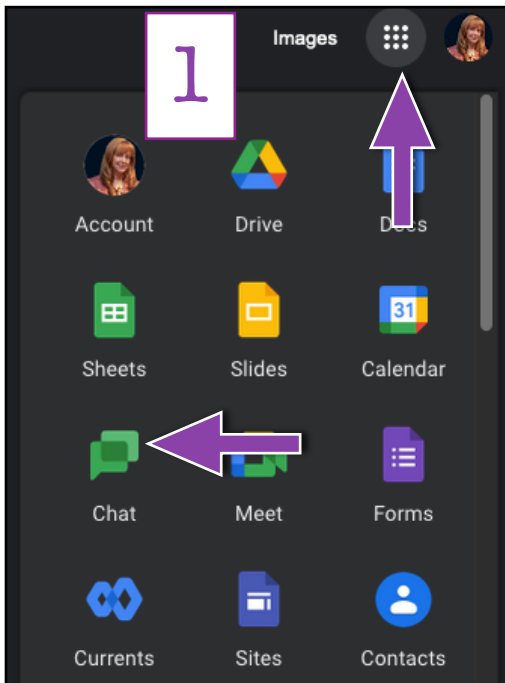 Images
1
Account
Drive
Docs
31
Sheets
Slides
Calendar
Chat
Meet
Forms
Currents
Sites
Contacts